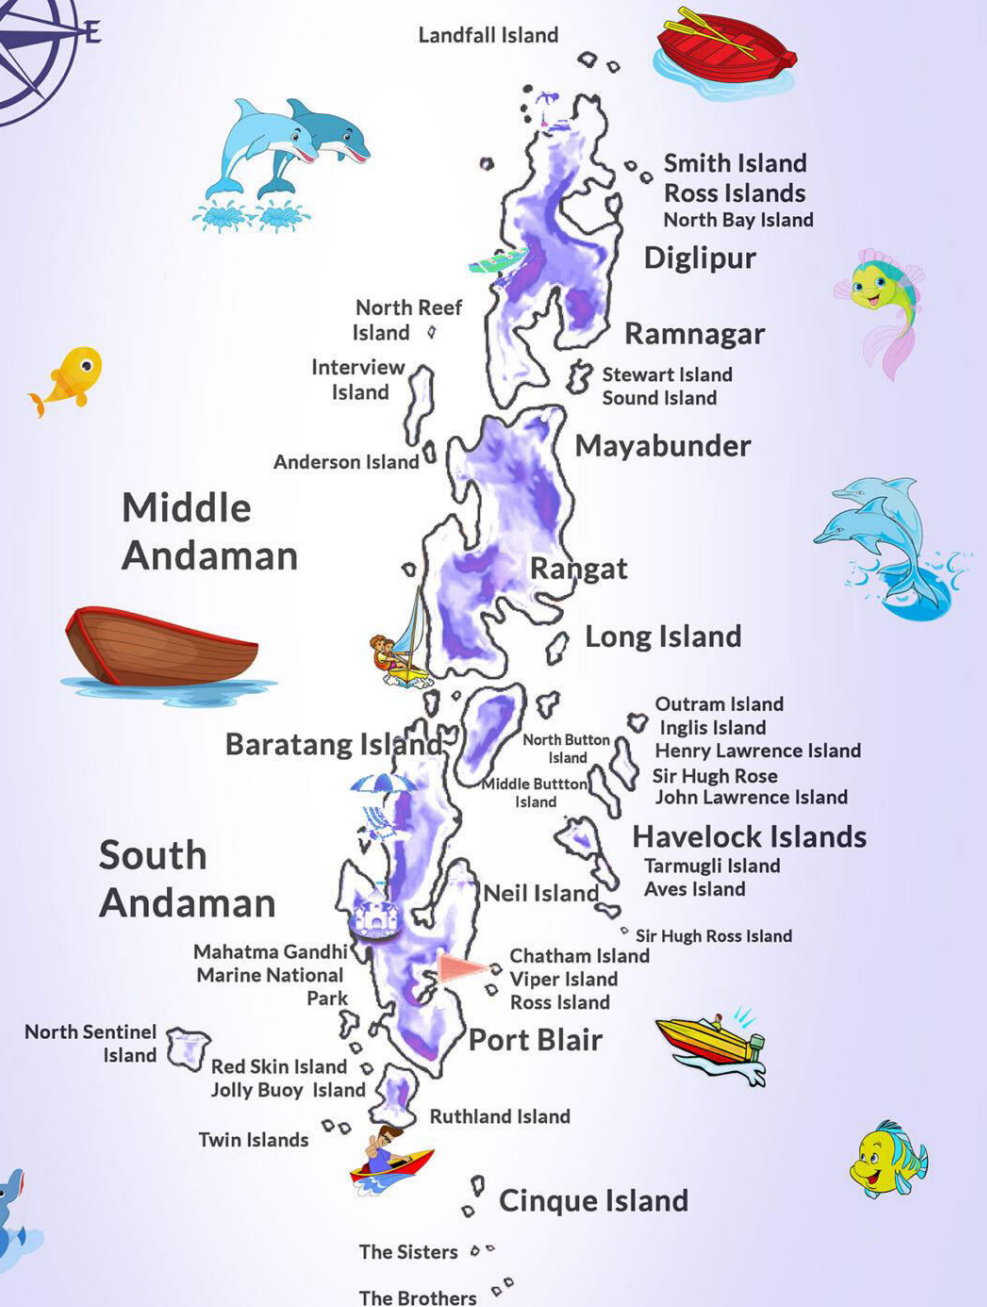 E
Landfall Island
Smith Island
Ross Islands
North Bay Island
Diglipur
North Reef
Island
Ramnagar
Interview
Island
Stewart Island
Sound Island
Mayabunder
Anderson Island
Middle
Andaman
Rangat
Long Island
Outram Island
Inglis Island
Baratang Island
North Button
Island
Henry Lawrence Island
Sir Hugh Rose
Middle Buttton
Island
John Lawrence Island
Havelock Islands
South
Andaman
Tarmugli Island
Aves Island
Neil Island
Sir Hugh Ross Island
Mahatma Gandhi
Marine National
Park
Chatham Island
Viper Island
Ross Island
North Sentinel
Island
Port Blair
Red Skin Island
Jolly Buoy Island
Ruthland Island
Twin Islands
Cinque Island
The Sisters
The Brothers